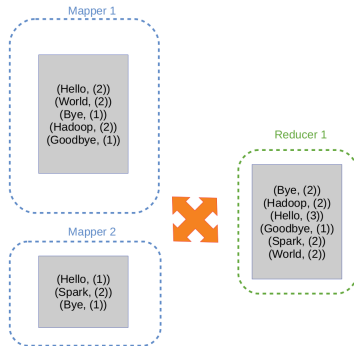 Mapper 1
(Hello, (2))
(World, (2))
(Bye, (1))
(Hadoop, (2))
(Goodbye, (1))
Mapper 2
(Hello, (1))
(Spark, (2))
(Bye, (1))
Reducer 1
(Bye, (2))
(Hadoop, (2))
(Hello, (3))
(Goodbye, (1))
(Spark, (2))
(World, (2))